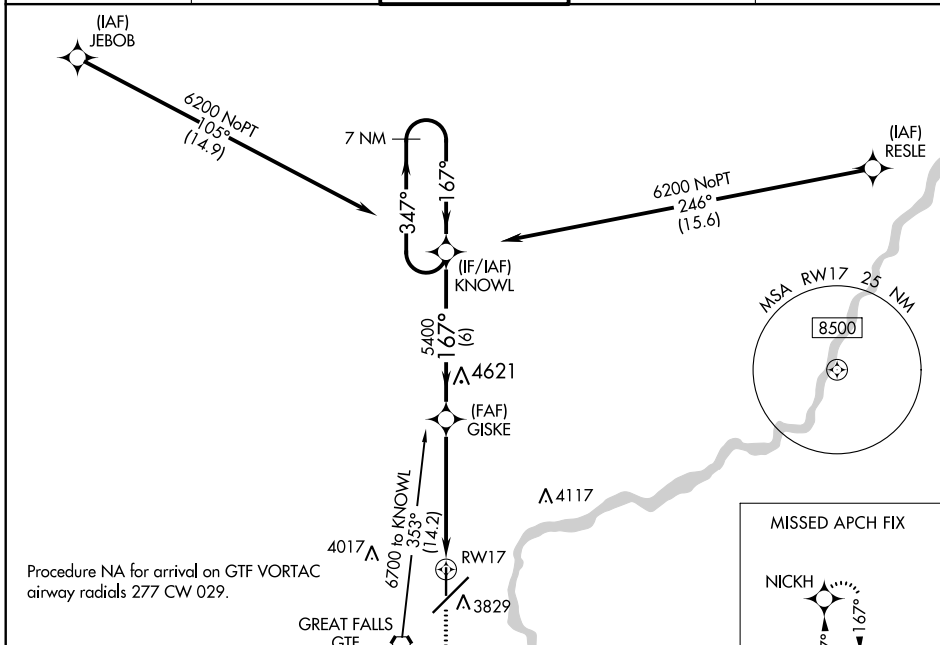 (IAF)
JEBOB
6200 NoPT
105°
(14.9)
7 NM
347°
167°
(IAF)
RESLE
6200 NoPT
246°
(15.6)
(IF/IAF)
KNOWL
MSA RW17 25 NM
8500
5400
167°
(6)
4621
(FAF)
GISKE
4117
6700 to KNOWL
353°
(14.2)
4017
RW17
3829
Procedure NA for arrival on GTF VORTAC
airway radials 277 CW 029.
GREAT FALLS
GTF
MISSED APCH FIX
NICKH
167°